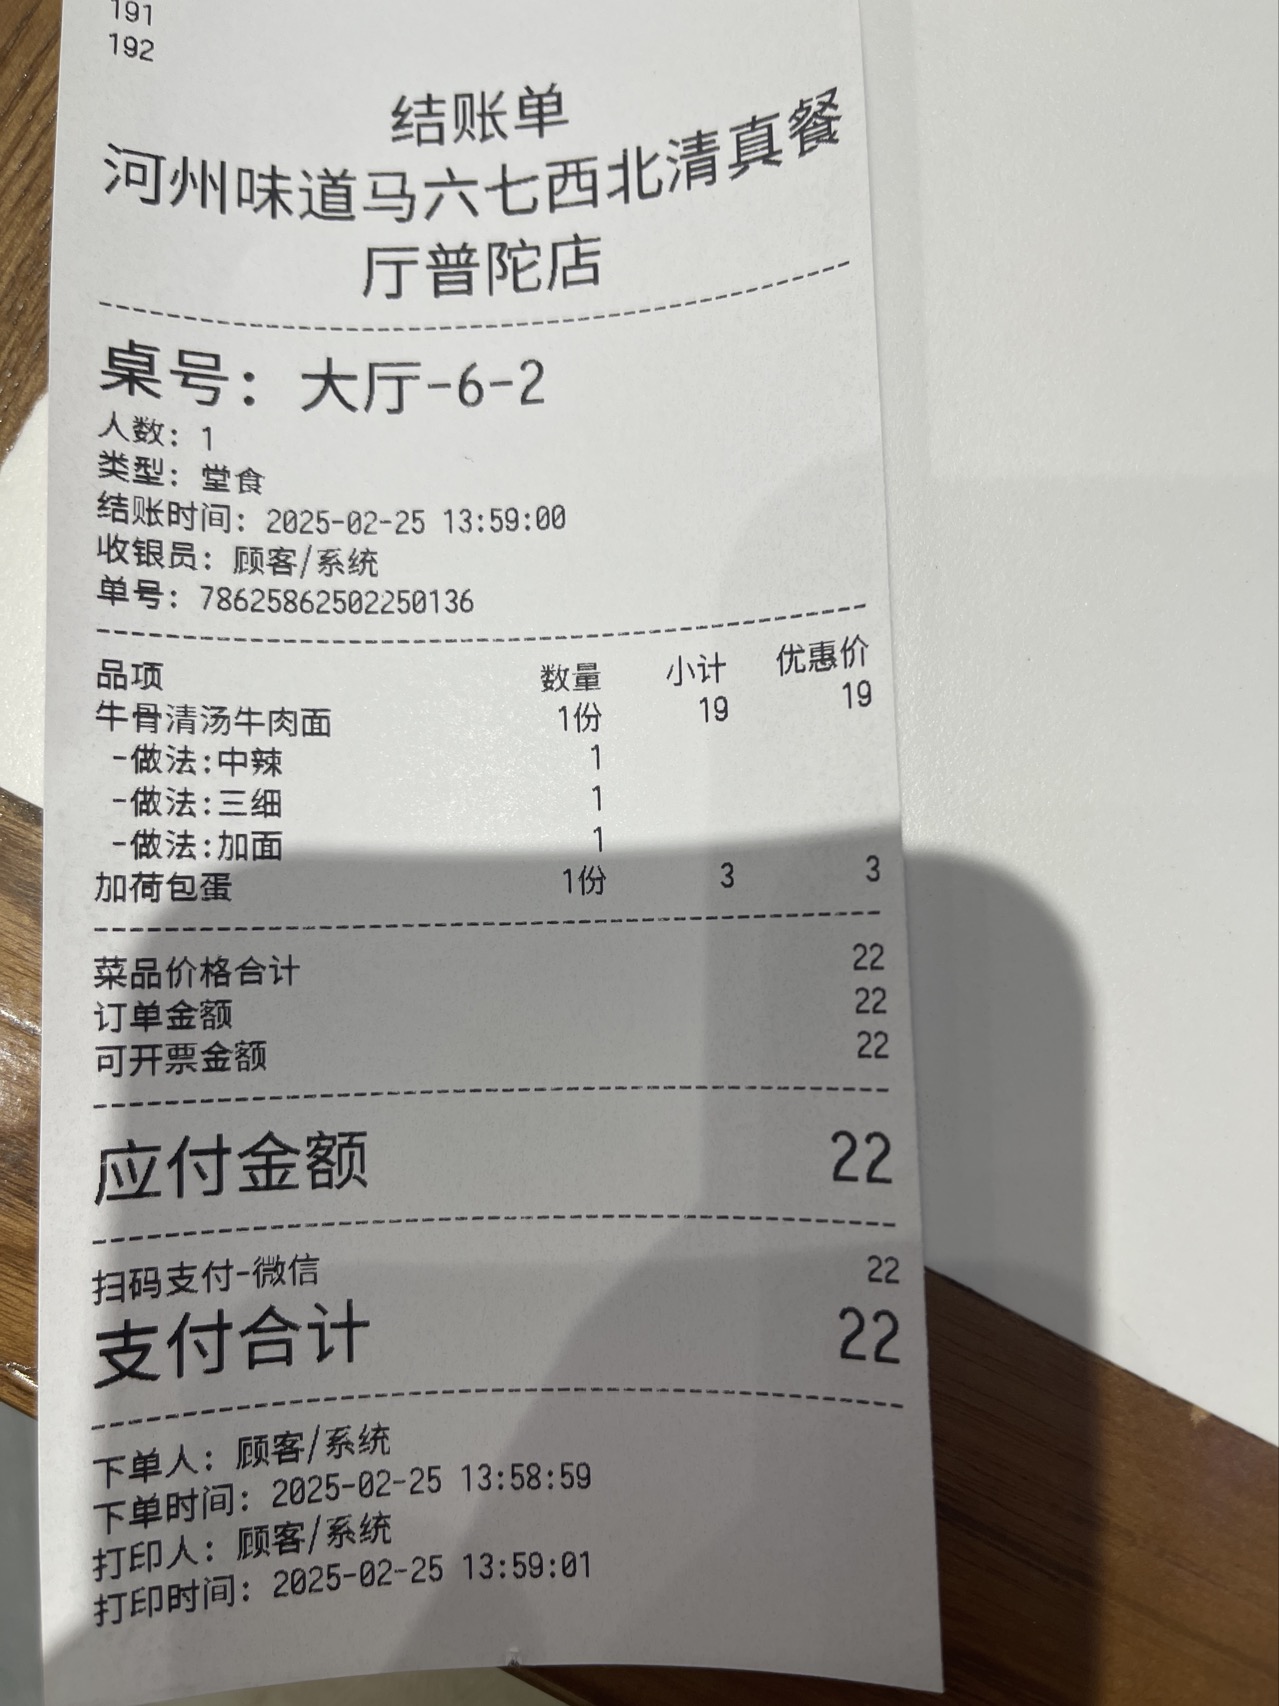 191
192
结账单
河州味道马六七西北清真餐
厅普陀店
桌号：大厅-6-2
人数：1
类型：堂食
结账时间：2025-02-25 13:59:00
收银员：顾客/系统
单号：78625862502250136
品项 数量 小计 优惠价
牛骨清汤牛肉面 1份 19 19
-做法:中辣 1
-做法:三细 1
-做法:加面 1
加荷包蛋 1份 3 3
菜品价格合计 22
订单金额 22
可开票金额 22
应付金额 22
扫码支付-微信 22
支付合计 22
下单人：顾客/系统
下单时间：2025-02-25 13:58:59
打印人：顾客/系统
打印时间：2025-02-25 13:59:01